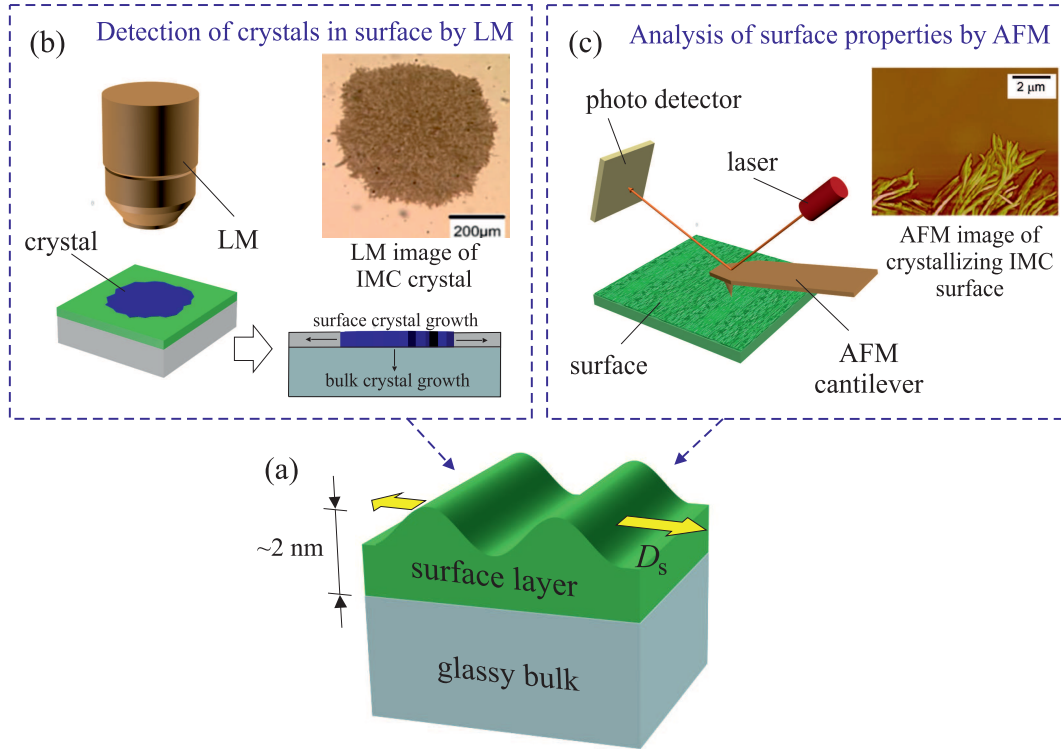 (b)
Detection of crystals in surface by LM
LM
crystal
200μm
LM image of
IMC crystal
surface crystal growth
bulk crystal growth
(c)
Analysis of surface properties by AFM
photo detector
laser
2 μm
AFM image of
crystallizing IMC
surface
surface
AFM
cantilever
(a)
~2 nm
Ds
surface layer
glassy bulk